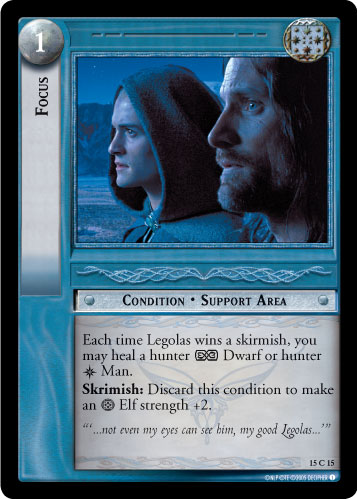 1
Focus
Condition • Support Area
Each time Legolas wins a skirmish, you
may heal a hunter Dwarf or hunter
Man.
Skrimish: Discard this condition to make
an Elf strength +2.
“‘...not even my eyes can see him, my good Legolas...’”
15 C 15